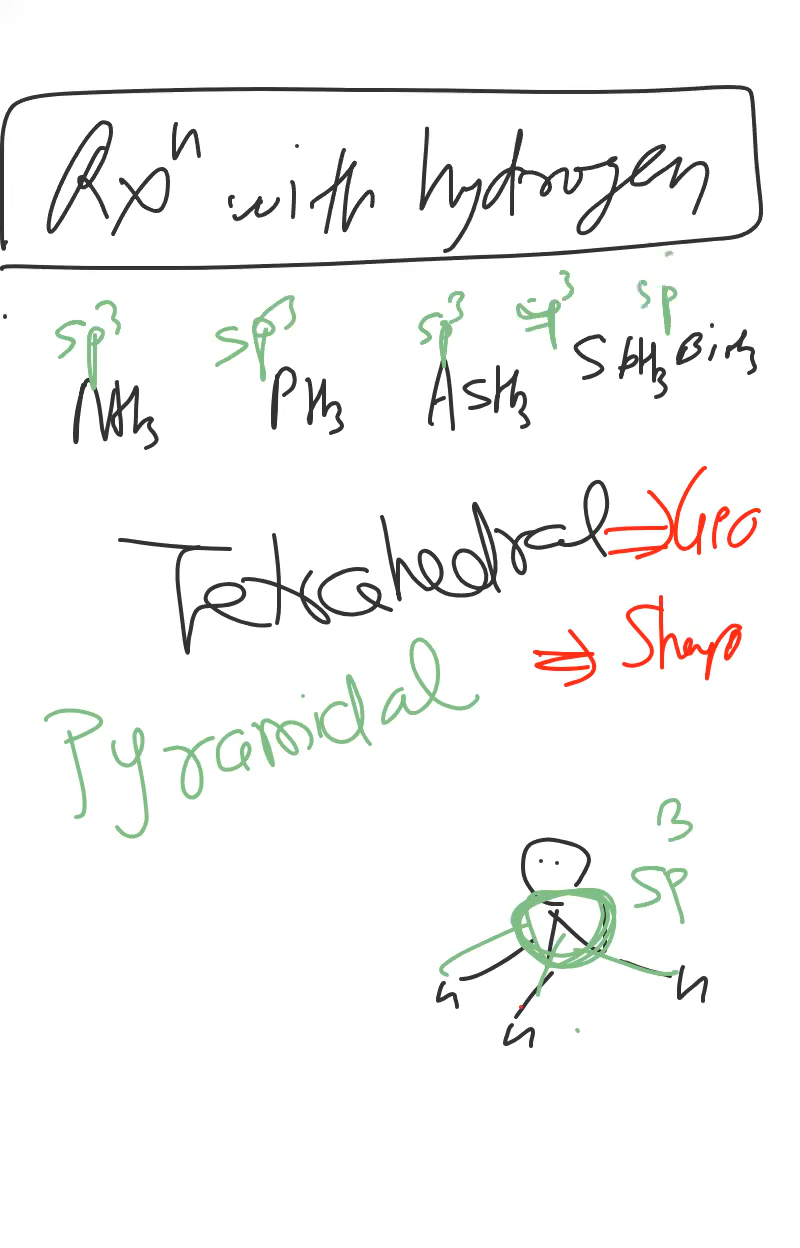 Rxⁿ with hydrogen
sp³ sp³ sp³ sp³ sp
NH₃ PH₃ AsH₃ SbH₃ BiH₃
Tetrahedral ⇒ Geo
Pyramidal ⇒ Shape
sp³
H H H